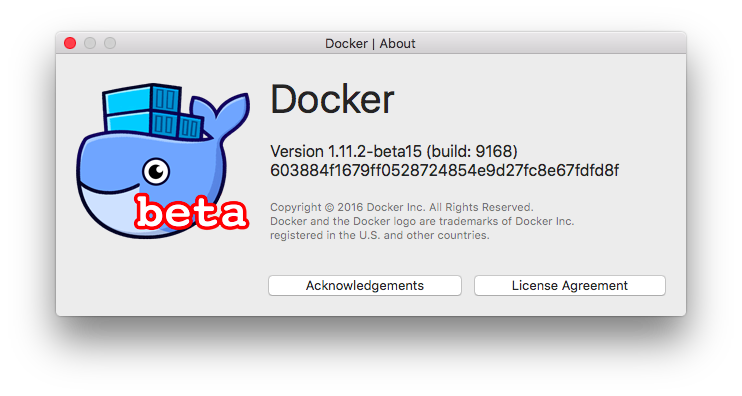 Docker | About
Docker
Version 1.11.2-beta15 (build: 9168)
603884f1679ff0528724854e9d27fc8e67fdfd8f
beta
Copyright © 2016 Docker Inc. All Rights Reserved.
Docker and the Docker logo are trademarks of Docker Inc.
registered in the U.S. and other countries.
Acknowledgements
License Agreement